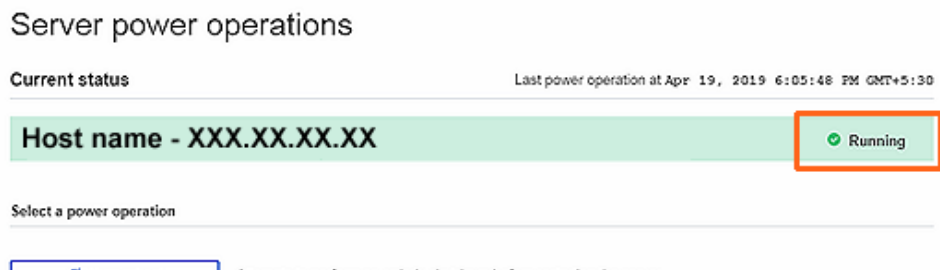 Server power operations
Current status
Last power operation at Apr 19, 2019 6:05:48 PM GMT+5:30
Host name - XXX.XX.XX.XX
Running
Select a power operation